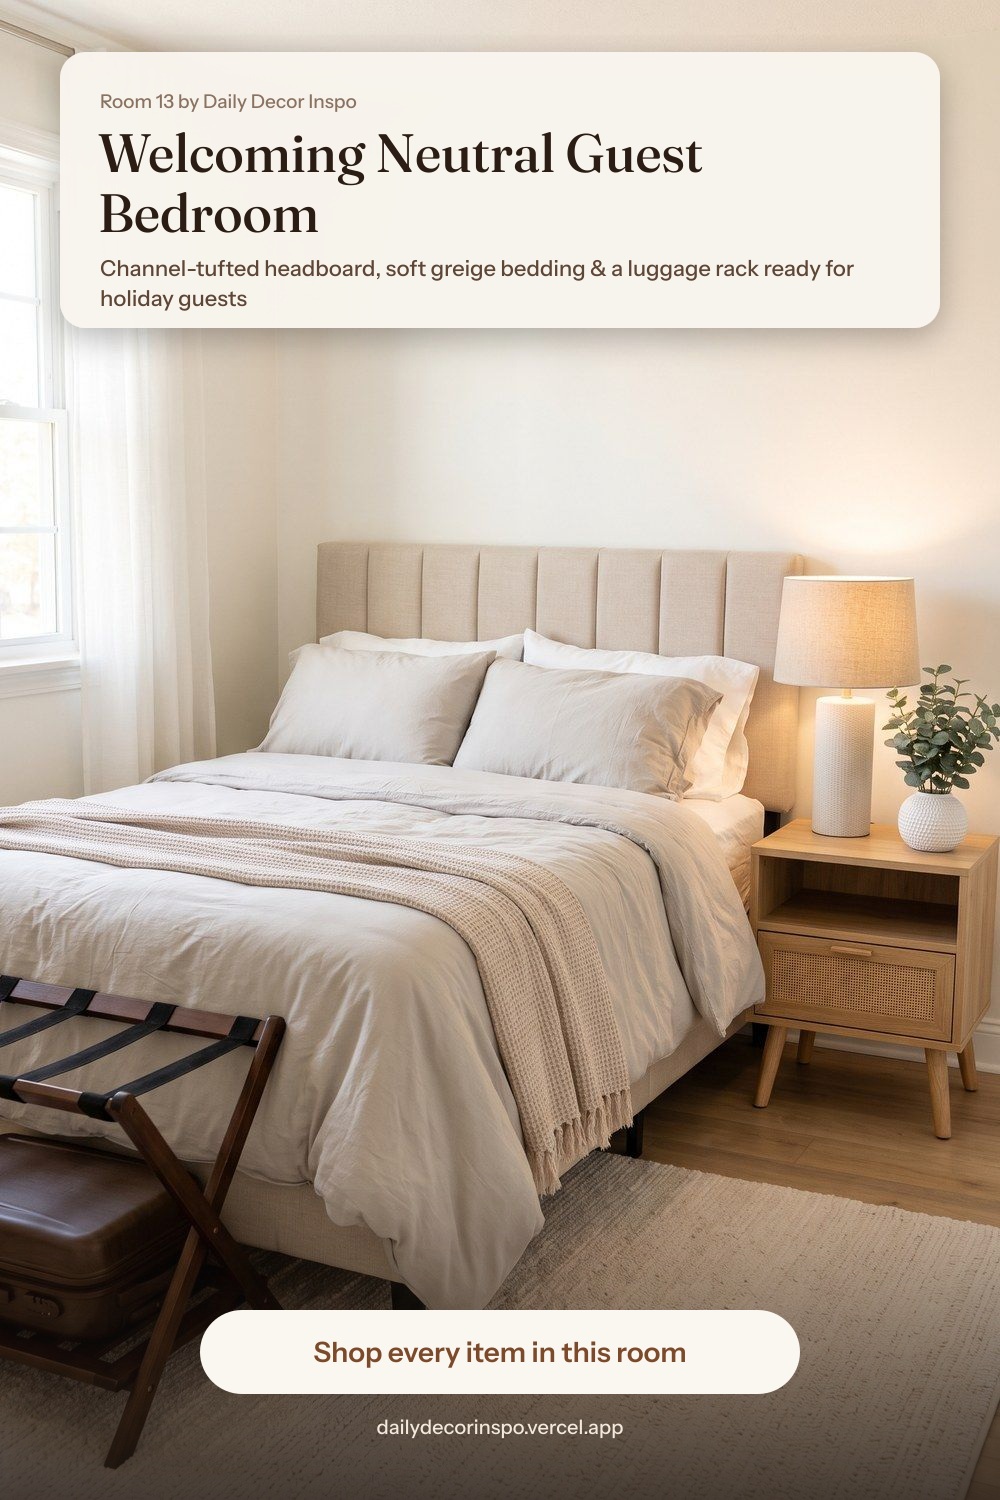 Room 13 by Daily Decor Inspo
Welcoming Neutral Guest
Bedroom
Channel-tufted headboard, soft greige bedding & a luggage rack ready for
holiday guests
Shop every item in this room
dailydecorinspo.vercel.app